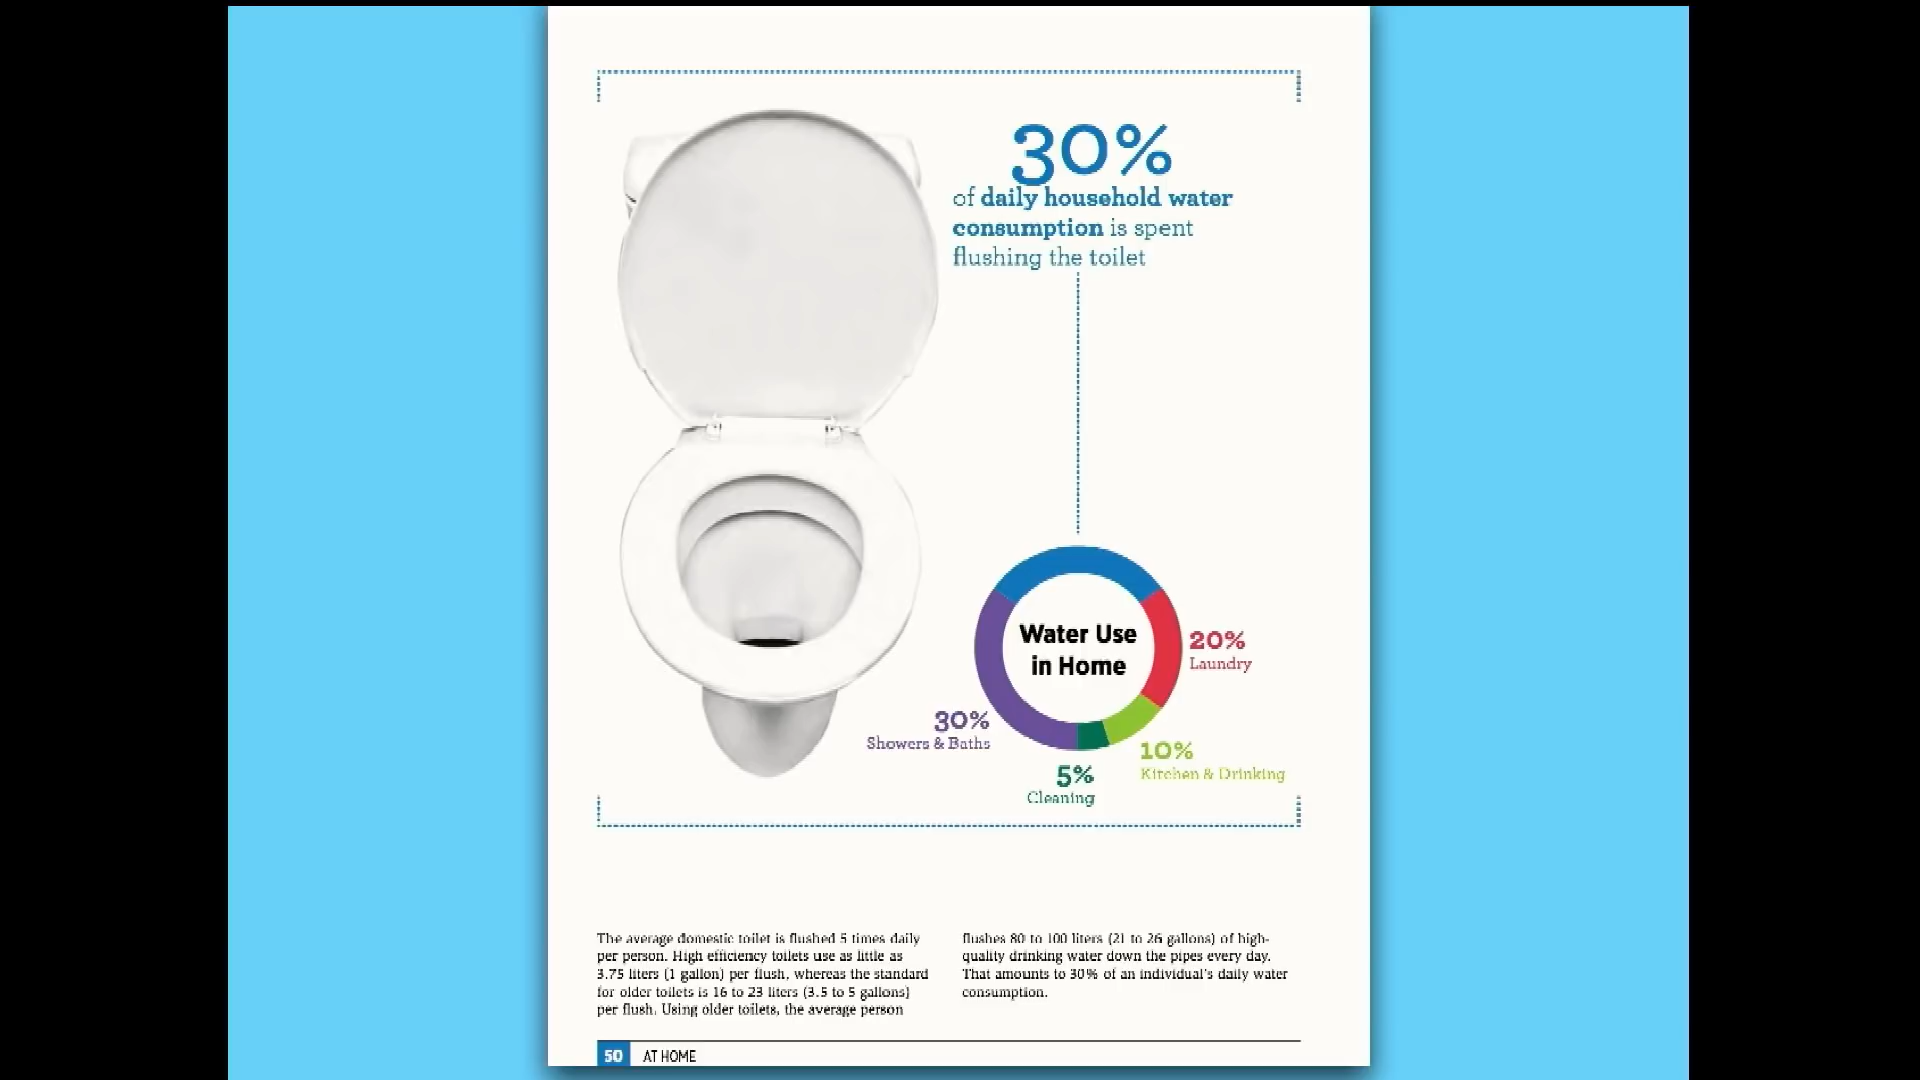 30%
of daily household water
consumption is spent
flushing the toilet
Water Use
in Home
20%
Laundry
30%
Showers & Baths
10%
Kitchen & Drinking
5%
Cleaning
The average domestic toilet is flushed 5 times daily
per person. High efficiency toilets use as little as
3.75 liters (1 gallon) per flush, whereas the standard
for older toilets is 16 to 23 liters (3.5 to 5 gallons)
per flush. Using older toilets, the average person
flushes 80 to 100 liters (21 to 26 gallons) of high-
quality drinking water down the pipes every day.
That amounts to 30% of an individual's daily water
consumption.
50 AT HOME